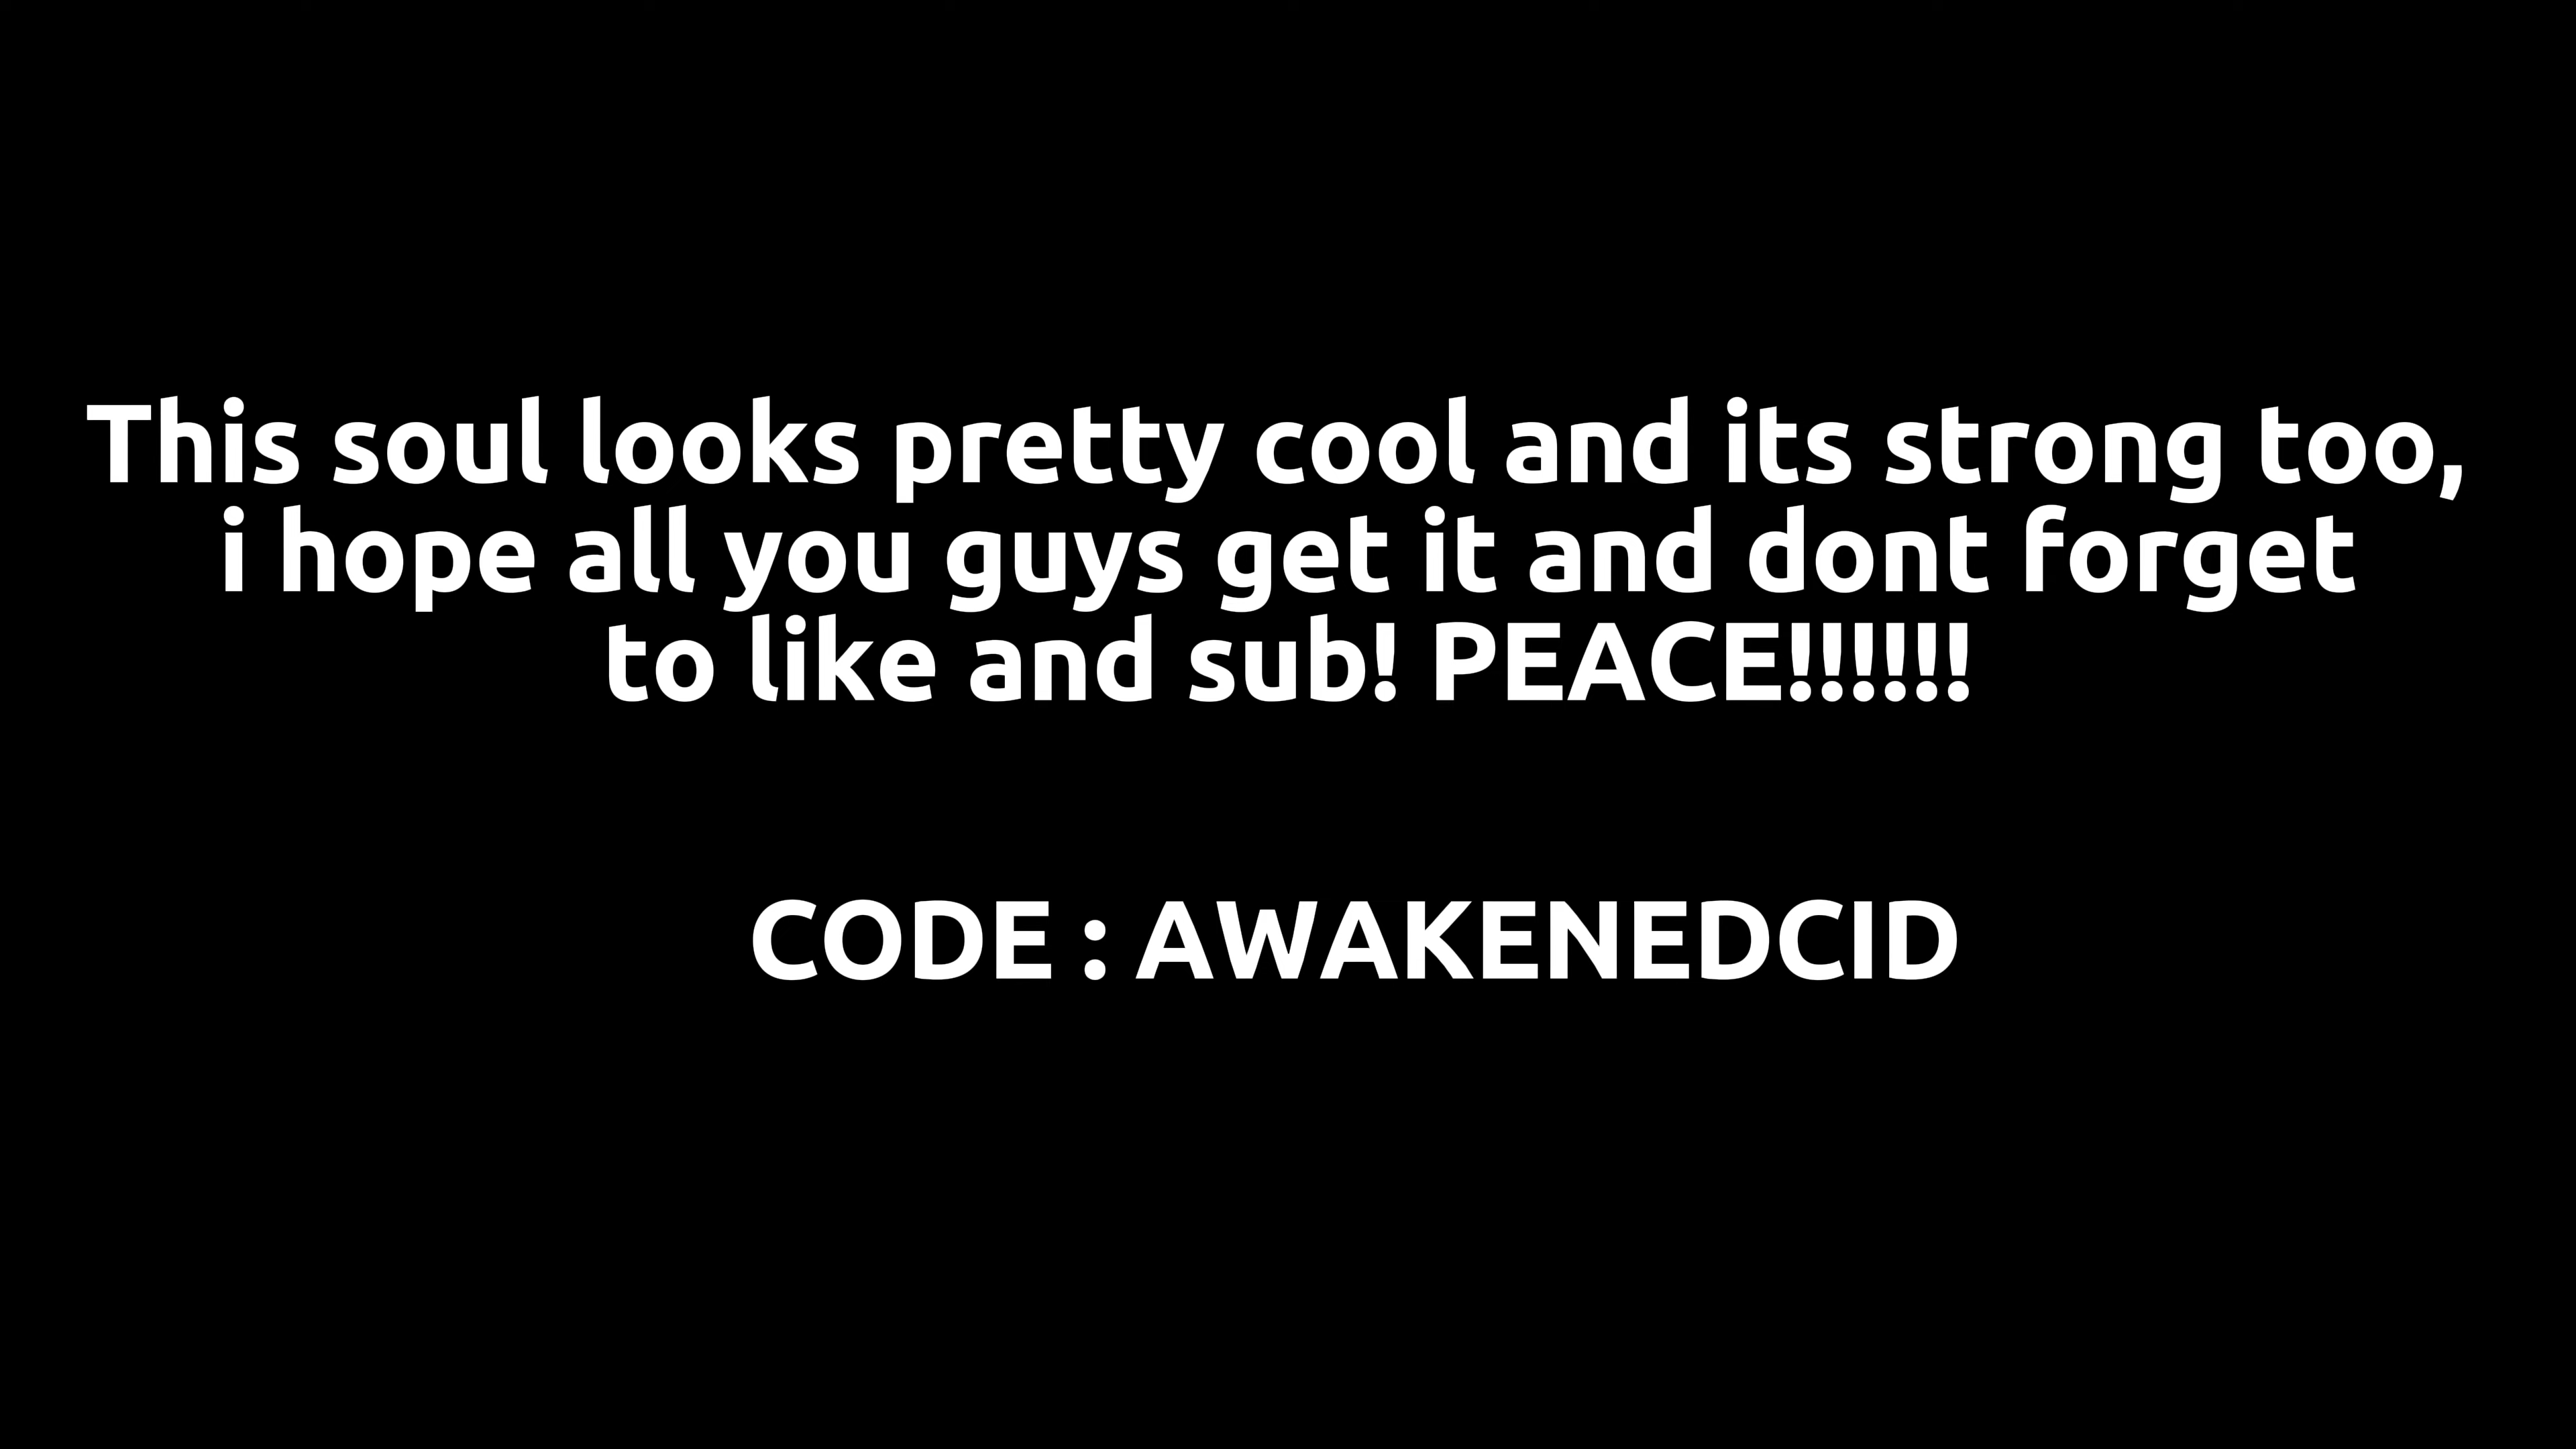 This soul looks pretty cool and its strong too,
i hope all you guys get it and dont forget
to like and sub! PEACE!!!!!!
CODE : AWAKENEDCID